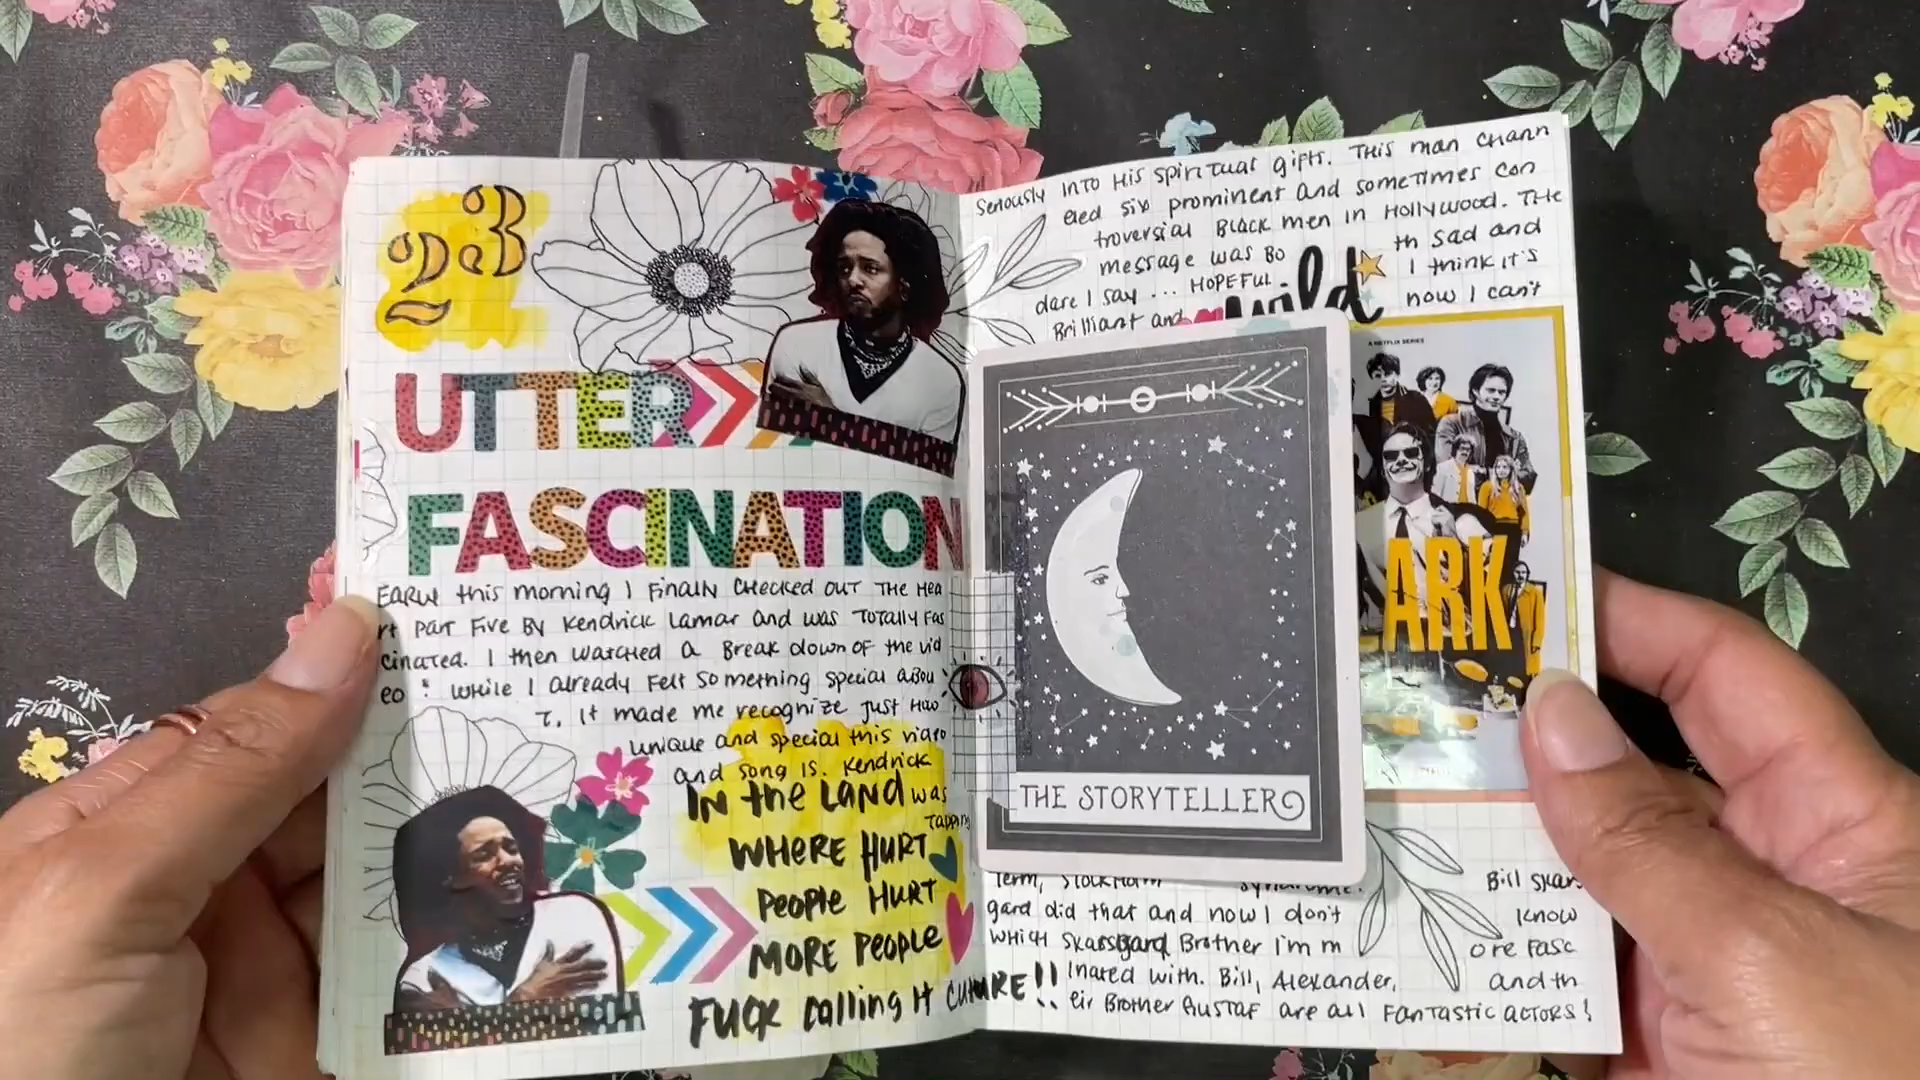 23
UTTER
FASCINATION
EARLY this morning I Finally CHecked OUT THE Hea
rt Part Five By Kendrick Lamar and was Totally Fas
cinated. I then watched a Break down of the vid
eo! While I already Felt something special abou
T. It made me recognize just how
unique and special this video
and song is. Kendrick
IN the LAND was
Tapping
WHERE HURT
People HURT
MORE People
FUCK calling it CULTURE!!
Seriously INTO His spiritual gifts. This man Chann
eled six prominent and sometimes con
troversial Black men in Hollywood. THE
message was Bo
th sad and
dare I say ... HOPEFUL
I think it's
Brilliant and
wild
now I can't
A NETFLIX SERIES
ARK
THE STORYTELLER
Term, Stockholm syndrome.
Bill Skars
gard did that and now I don't
know
which Skarsgard Brother I'm m
ore Fasc
inated with. Bill, Alexander,
and th
eir Brother Gustaf are all Fantastic actors!